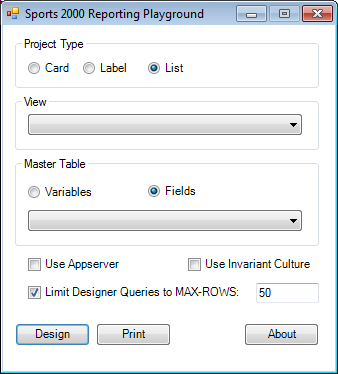 Sports 2000 Reporting Playground
Project Type
Card Label List
View
Master Table
Variables Fields
Use Appserver Use Invariant Culture
Limit Designer Queries to MAX-ROWS: 50
Design Print About